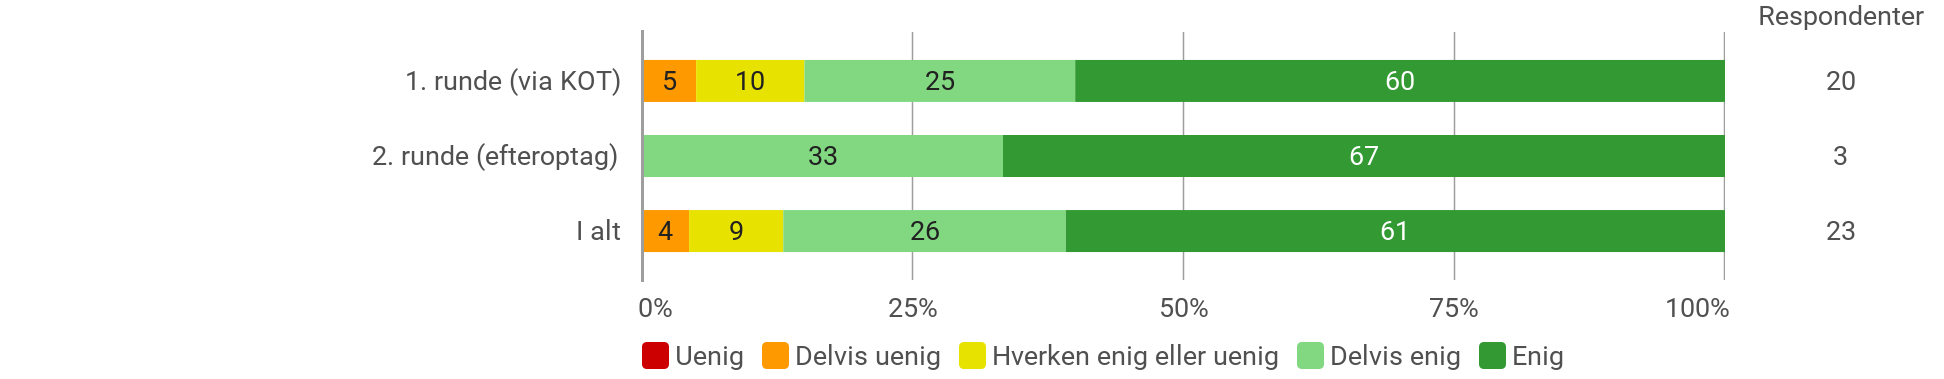 Respondenter
1. runde (via KOT) 5 10 25 60 20
2. runde (efteroptag) 33 67 3
I alt 4 9 26 61 23
0% 25% 50% 75% 100%
Uenig Delvis uenig Hverken enig eller uenig Delvis enig Enig